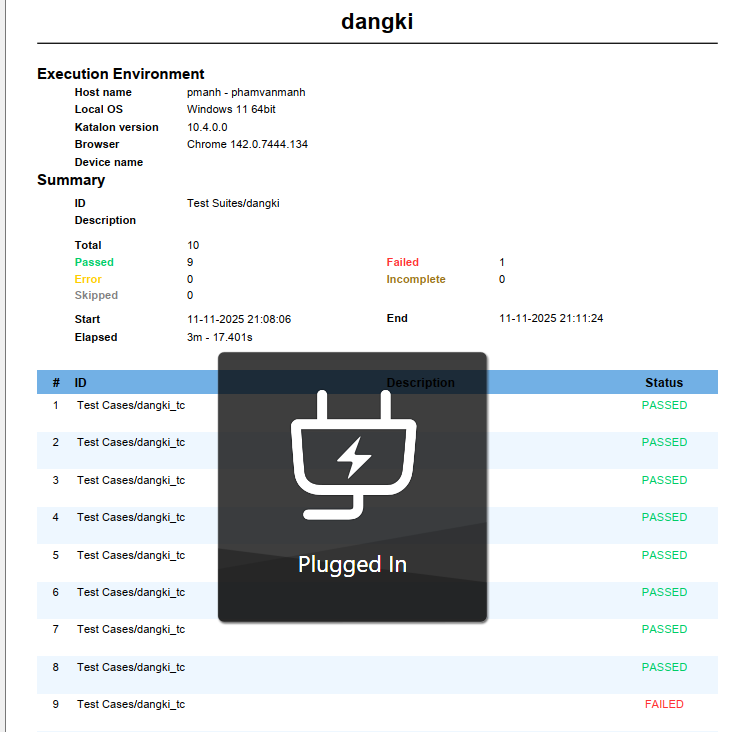 dangki
Execution Environment
Host name pmanh - phamvanmanh
Local OS Windows 11 64bit
Katalon version 10.4.0.0
Browser Chrome 142.0.7444.134
Device name
Summary
ID Test Suites/dangki
Description
Total 10
Passed 9 Failed 1
Error 0 Incomplete 0
Skipped 0
Start 11-11-2025 21:08:06 End 11-11-2025 21:11:24
Elapsed 3m - 17.401s
# ID Description Status
1 Test Cases/dangki_tc PASSED
2 Test Cases/dangki_tc PASSED
3 Test Cases/dangki_tc PASSED
4 Test Cases/dangki_tc PASSED
5 Test Cases/dangki_tc PASSED
6 Test Cases/dangki_tc PASSED
7 Test Cases/dangki_tc PASSED
8 Test Cases/dangki_tc PASSED
9 Test Cases/dangki_tc FAILED
Plugged In